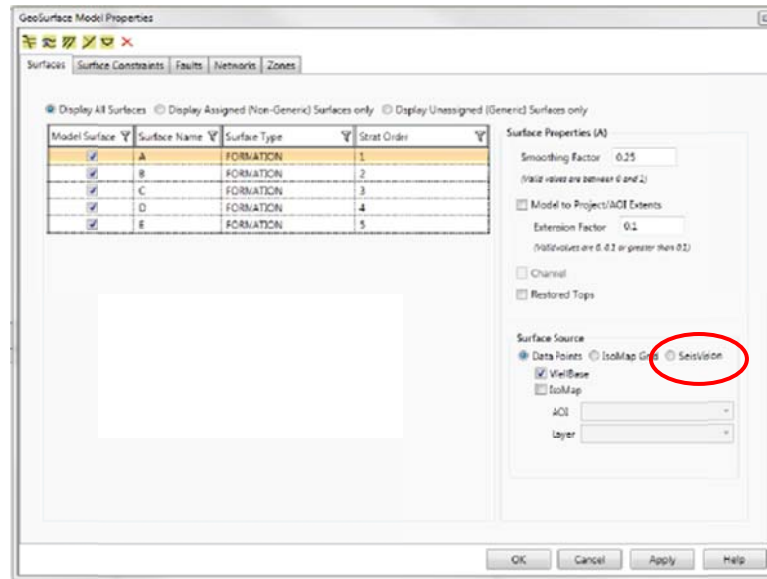 GeoSurface Model Properties
Surfaces Surface Constraints Faults Networks Zones
Display All Surfaces Display Assigned (Non-Generic) Surfaces only Display Unassigned (Generic) Surfaces only
Model Surface Surface Name Surface Type Strat Order
A FORMATION 1
B FORMATION 2
C FORMATION 3
D FORMATION 4
E FORMATION 5
Surface Properties (A)
Smoothing Factor 0.25
(Valid values are between 0 and 1)
Model to Project/AOI Extents
Extension Factor 0.1
(Valid values are 0, 0.1 or greater than 0.1)
Channel
Restored Tops
Surface Source
Data Points IsoMap Grid SeisVision
WellBase
IsoMap
AOI
Layer
OK Cancel Apply Help